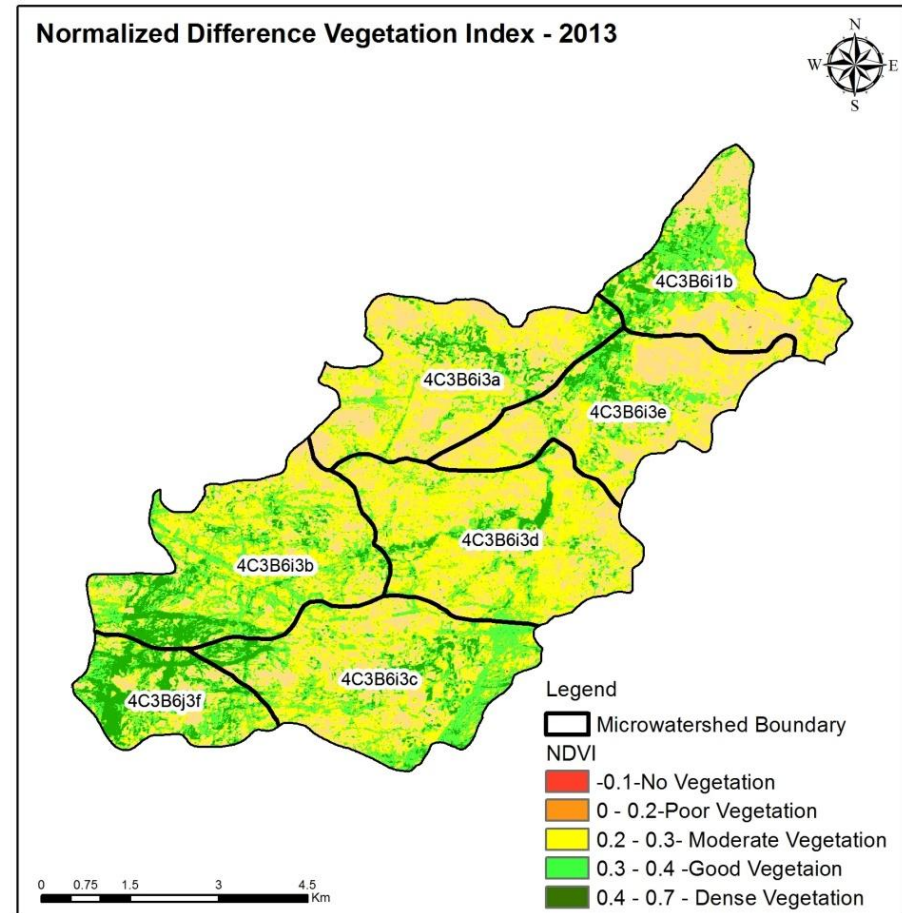 Normalized Difference Vegetation Index - 2013
N
W E
S
4C3B6i1b
4C3B6i3a
4C3B6i3e
4C3B6i3d
4C3B6i3b
4C3B6i3c
4C3B6j3f
Legend
Microwatershed Boundary
NDVI
-0.1-No Vegetation
0 - 0.2-Poor Vegetation
0.2 - 0.3- Moderate Vegetation
0.3 - 0.4 -Good Vegetaion
0.4 - 0.7 - Dense Vegetation
0 0.75 1.5 3 4.5
Km